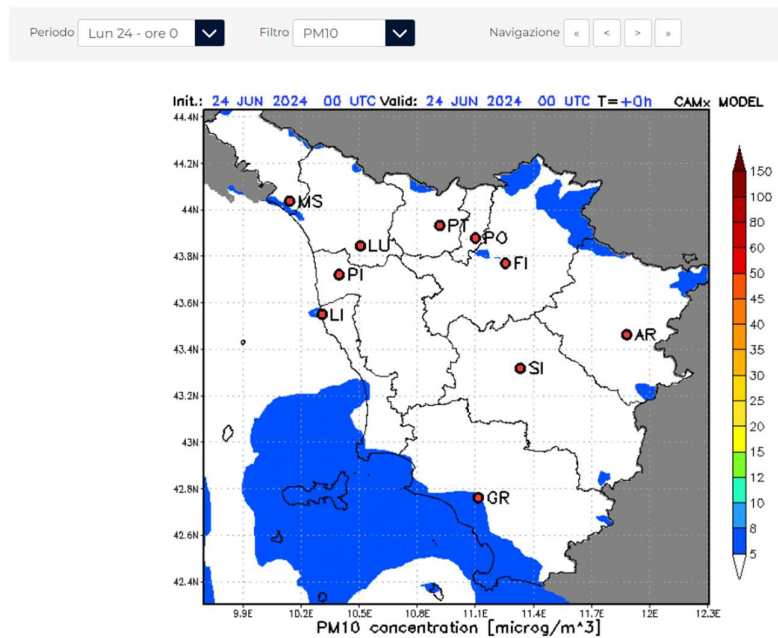 Periodo Lun 24 - ore 0 Filtro PM10 Navigazione « < > »
Init.: 24 JUN 2024 00 UTC Valid: 24 JUN 2024 00 UTC T=+0h CAMx MODEL
44.4N
44.2N
44N
43.8N
43.6N
43.4N
43.2N
43N
42.8N
42.6N
42.4N
MS
LU
PT
PO
FI
PI
LI
AR
SI
GR
150
100
80
60
50
45
40
35
30
25
20
15
12
10
8
5
9.9E 10.2E 10.5E 10.8E 11.1E 11.4E 11.7E 12E 12.3E
PM10 concentration [microg/m^3]